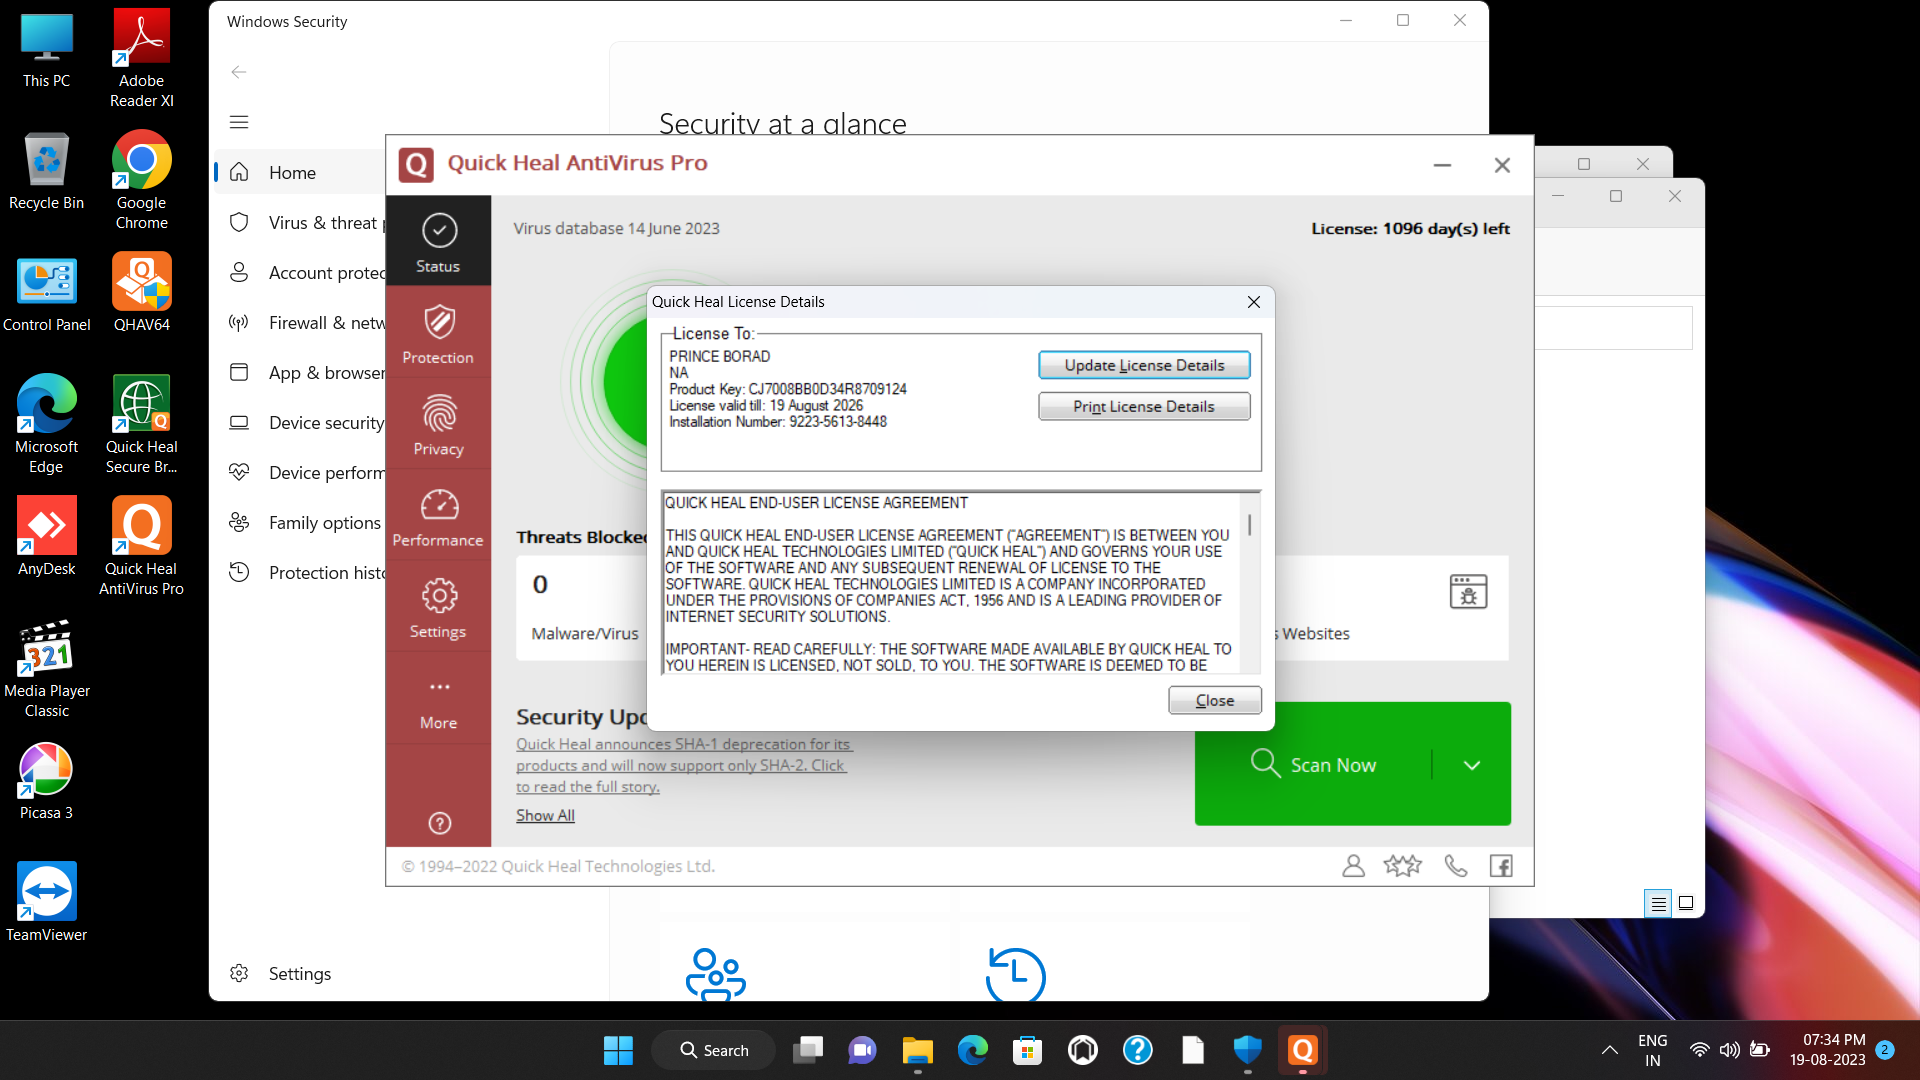 This PC
Adobe
Reader XI
Recycle Bin
Google
Chrome
Control Panel
QHAV64
Microsoft
Edge
Quick Heal
Secure Br...
AnyDesk
Quick Heal
AntiVirus Pro
321
Media Player
Classic
Picasa 3
TeamViewer
Windows Security
Security at a glance
Home
Virus & threat
Account protec
Firewall & netw
App & browser
Device security
Device perform
Family options
Protection histo
Settings
Quick Heal AntiVirus Pro
Virus database 14 June 2023
License: 1096 day(s) left
Status
Protection
Privacy
Performance
Settings
More
Threats Blocked
0
Malware/Virus
s Websites
Security Upd
Quick Heal announces SHA-1 deprecation for its
products and will now support only SHA-2. Click
to read the full story.
Show All
Scan Now
© 1994–2022 Quick Heal Technologies Ltd.
Quick Heal License Details
License To:
PRINCE BORAD
NA
Product Key: CJ7008BB0D34R8709124
License valid till: 19 August 2026
Installation Number: 9223-5613-8448
Update License Details
Print License Details
QUICK HEAL END-USER LICENSE AGREEMENT
THIS QUICK HEAL END-USER LICENSE AGREEMENT ("AGREEMENT") IS BETWEEN YOU
AND QUICK HEAL TECHNOLOGIES LIMITED ("QUICK HEAL") AND GOVERNS YOUR USE
OF THE SOFTWARE AND ANY SUBSEQUENT RENEWAL OF LICENSE TO THE
SOFTWARE. QUICK HEAL TECHNOLOGIES LIMITED IS A COMPANY INCORPORATED
UNDER THE PROVISIONS OF COMPANIES ACT, 1956 AND IS A LEADING PROVIDER OF
INTERNET SECURITY SOLUTIONS.
IMPORTANT- READ CAREFULLY: THE SOFTWARE MADE AVAILABLE BY QUICK HEAL TO
YOU HEREIN IS LICENSED, NOT SOLD, TO YOU. THE SOFTWARE IS DEEMED TO BE
Close
Search
ENG
IN
07:34 PM
19-08-2023
2